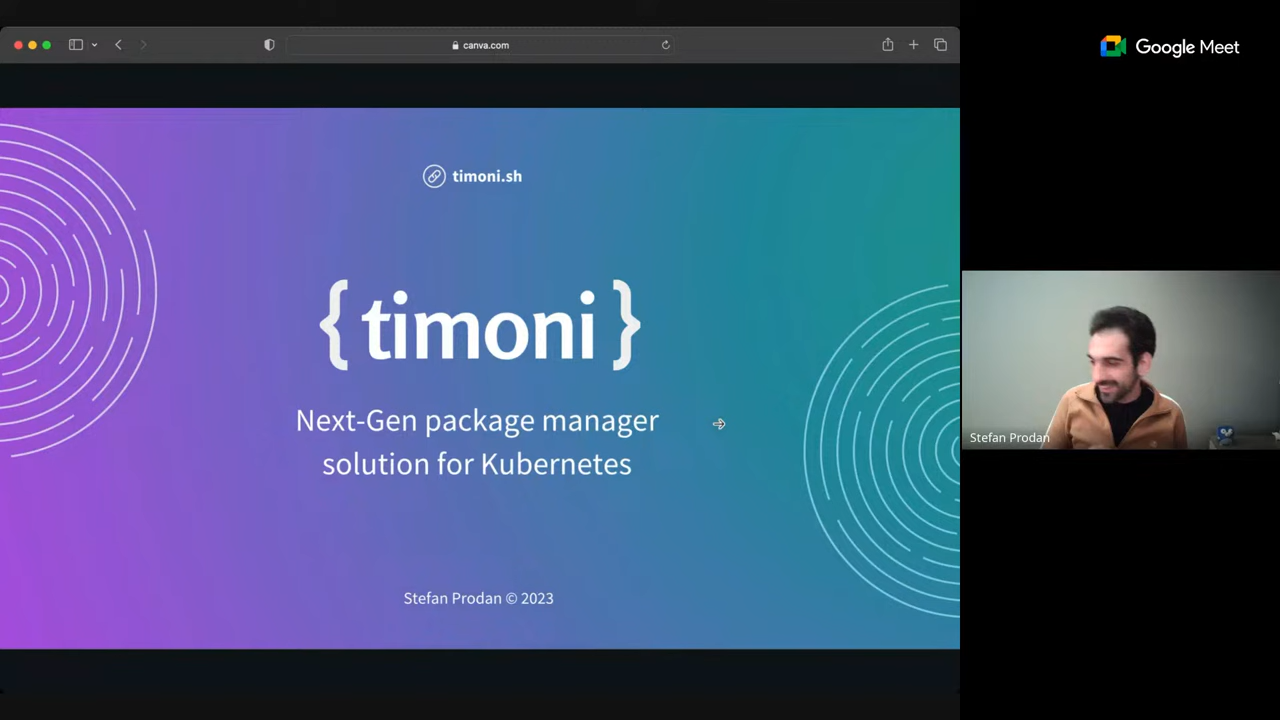 canva.com
Google Meet
timoni.sh
{ timoni }
Next-Gen package manager
solution for Kubernetes
Stefan Prodan
Stefan Prodan © 2023